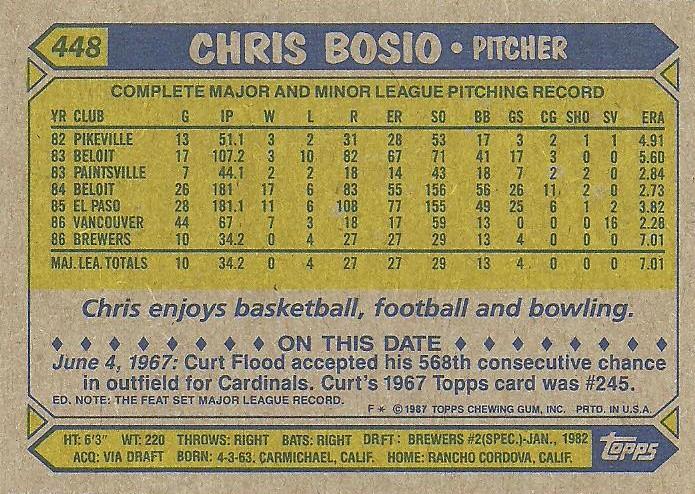 448 CHRIS BOSIO • PITCHER
COMPLETE MAJOR AND MINOR LEAGUE PITCHING RECORD
YR CLUB G IP W L R ER SO BB GS CG SHO SV ERA
82 PIKEVILLE 13 51.1 3 2 31 28 53 17 3 2 1 1 4.91
83 BELOIT 17 107.2 3 10 82 67 71 41 17 3 0 0 5.60
83 PAINTSVILLE 7 44.1 2 2 18 14 43 18 7 2 2 0 2.84
84 BELOIT 26 181 17 6 83 55 156 56 26 11 2 0 2.73
85 EL PASO 28 181.1 11 6 108 77 155 49 25 6 1 2 3.82
86 VANCOUVER 44 67 7 3 18 17 59 13 0 0 0 16 2.28
86 BREWERS 10 34.2 0 4 27 27 29 13 4 0 0 0 7.01
MAJ. LEA. TOTALS 10 34.2 0 4 27 27 29 13 4 0 0 0 7.01
Chris enjoys basketball, football and bowling.
ON THIS DATE
June 4, 1967: Curt Flood accepted his 568th consecutive chance
in outfield for Cardinals. Curt's 1967 Topps card was #245.
ED. NOTE: THE FEAT SET MAJOR LEAGUE RECORD.
F* ©1987 TOPPS CHEWING GUM, INC. PRTD. IN U.S.A.
HT: 6'3" WT: 220 THROWS: RIGHT BATS: RIGHT DRFT: BREWERS #2(SPEC.)-JAN., 1982
ACQ: VIA DRAFT BORN: 4-3-63, CARMICHAEL, CALIF. HOME: RANCHO CORDOVA, CALIF.
topps